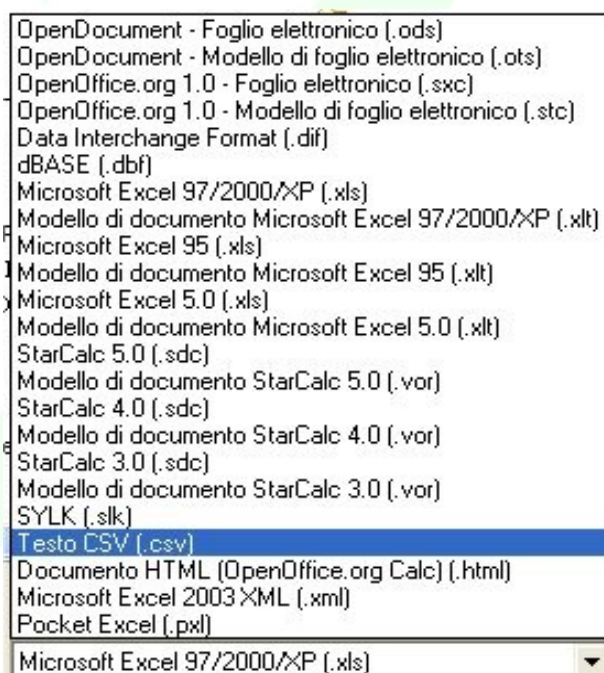 OpenDocument - Foglio elettronico (.ods)
OpenDocument - Modello di foglio elettronico (.ots)
OpenOffice.org 1.0 - Foglio elettronico (.sxc)
OpenOffice.org 1.0 - Modello di foglio elettronico (.stc)
Data Interchange Format (.dif)
dBASE (.dbf)
Microsoft Excel 97/2000/XP (.xls)
Modello di documento Microsoft Excel 97/2000/XP (.xlt)
Microsoft Excel 95 (.xls)
Modello di documento Microsoft Excel 95 (.xlt)
Microsoft Excel 5.0 (.xls)
Modello di documento Microsoft Excel 5.0 (.xlt)
StarCalc 5.0 (.sdc)
Modello di documento StarCalc 5.0 (.vor)
StarCalc 4.0 (.sdc)
Modello di documento StarCalc 4.0 (.vor)
StarCalc 3.0 (.sdc)
Modello di documento StarCalc 3.0 (.vor)
SYLK (.slk)
Testo CSV (.csv)
Documento HTML (OpenOffice.org Calc) (.html)
Microsoft Excel 2003 XML (.xml)
Pocket Excel (.pxl)
Microsoft Excel 97/2000/XP (.xls)